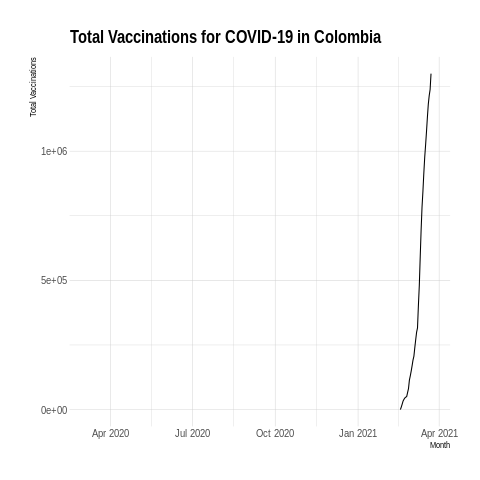 Total Vaccinations for COVID-19 in Colombia
Total Vaccinations
1e+06
5e+05
0e+00
Apr 2020 Jul 2020 Oct 2020 Jan 2021 Apr 2021
Month